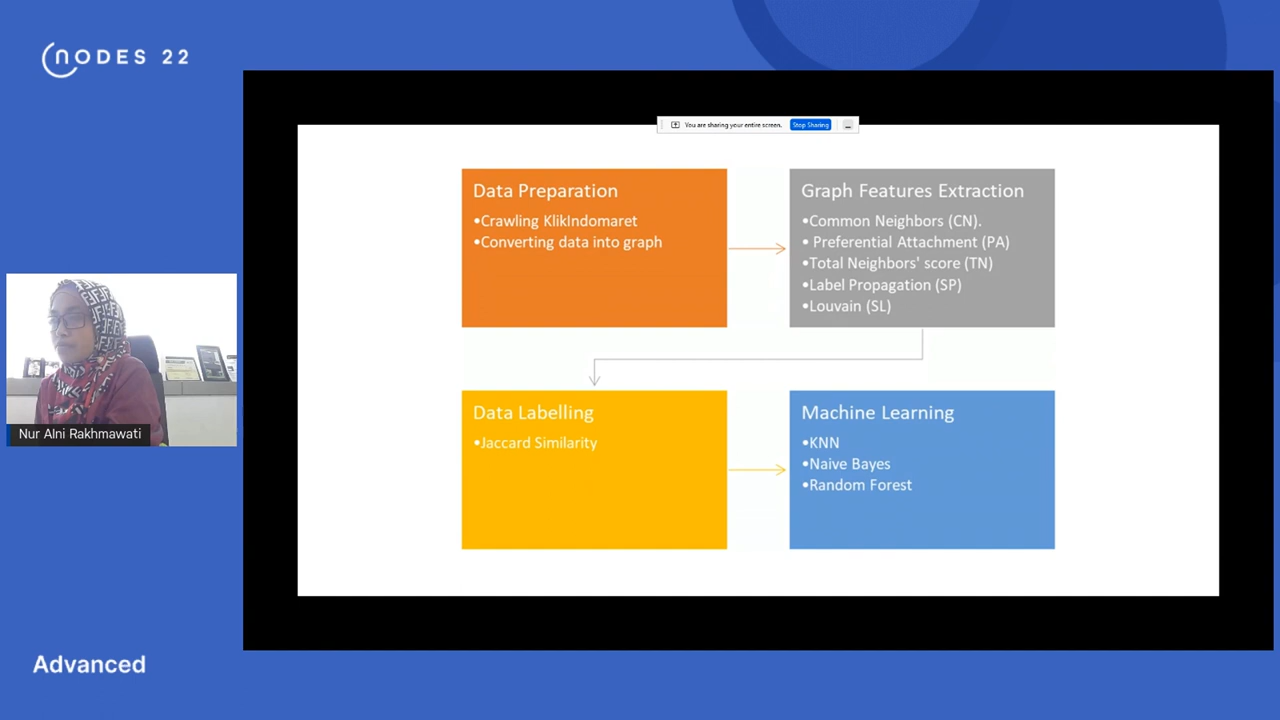 NODES 22
You are sharing your entire screen.
Stop Sharing
Data Preparation
•Crawling KlikIndomaret
•Converting data into graph
Graph Features Extraction
•Common Neighbors (CN).
• Preferential Attachment (PA)
•Total Neighbors' score (TN)
•Label Propagation (SP)
•Louvain (SL)
Data Labelling
•Jaccard Similarity
Machine Learning
•KNN
•Naive Bayes
•Random Forest
Nur AIni Rakhmawati
Advanced